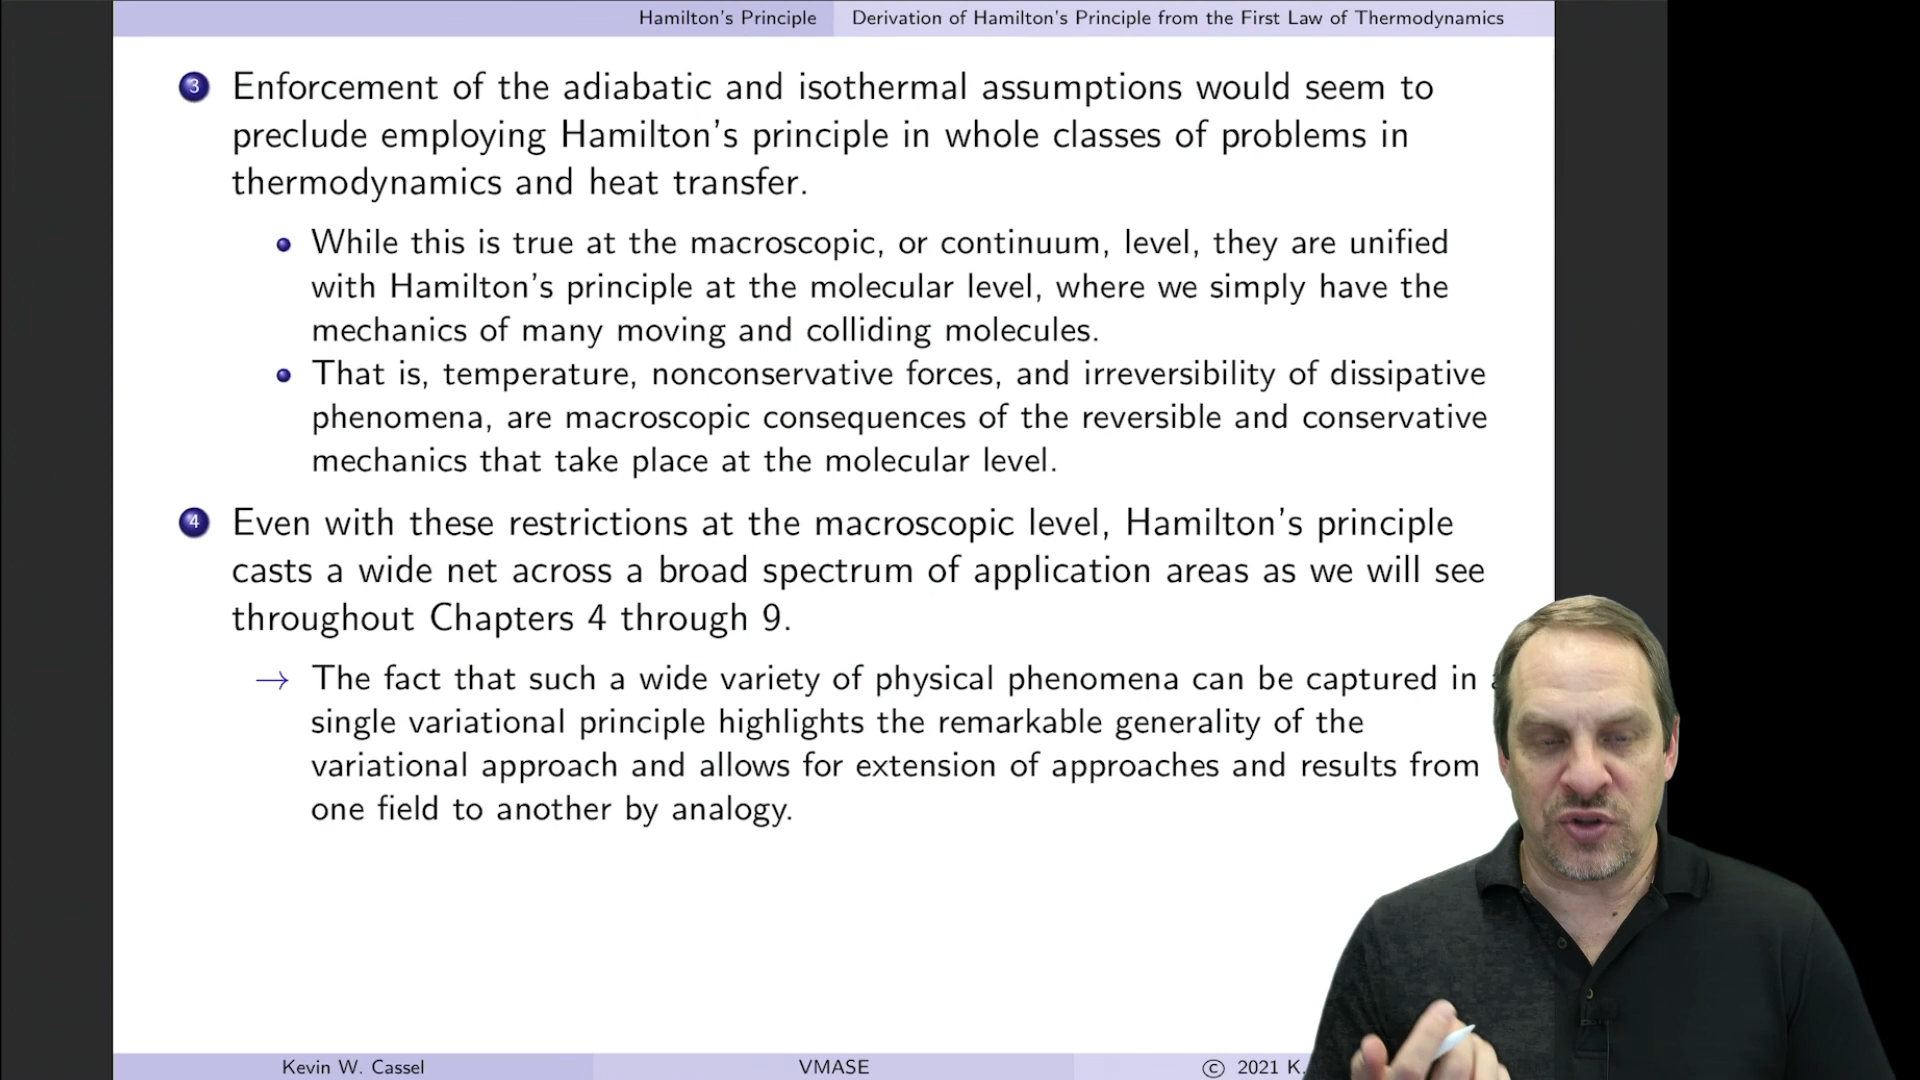 Hamilton's Principle Derivation of Hamilton's Principle from the First Law of Thermodynamics
3 Enforcement of the adiabatic and isothermal assumptions would seem to
preclude employing Hamilton's principle in whole classes of problems in
thermodynamics and heat transfer.
While this is true at the macroscopic, or continuum, level, they are unified
with Hamilton's principle at the molecular level, where we simply have the
mechanics of many moving and colliding molecules.
That is, temperature, nonconservative forces, and irreversibility of dissipative
phenomena, are macroscopic consequences of the reversible and conservative
mechanics that take place at the molecular level.
4 Even with these restrictions at the macroscopic level, Hamilton's principle
casts a wide net across a broad spectrum of application areas as we will see
throughout Chapters 4 through 9.
→ The fact that such a wide variety of physical phenomena can be captured in
single variational principle highlights the remarkable generality of the
variational approach and allows for extension of approaches and results from
one field to another by analogy.
Kevin W. Cassel VMASE © 2021 K.